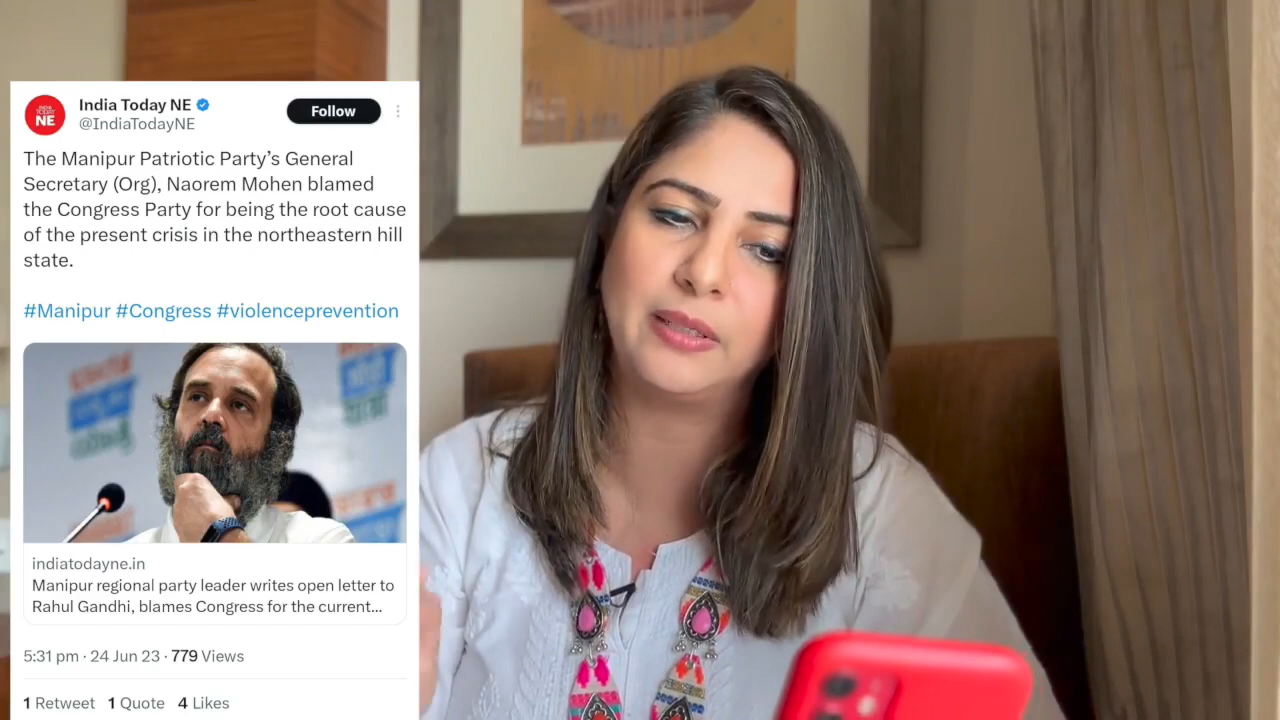 INDIA TODAY NE
India Today NE
@IndiaTodayNE
Follow
The Manipur Patriotic Party’s General
Secretary (Org), Naorem Mohen blamed
the Congress Party for being the root cause
of the present crisis in the northeastern hill
state.
#Manipur #Congress #violenceprevention
indiatodayne.in
Manipur regional party leader writes open letter to
Rahul Gandhi, blames Congress for the current...
5:31 pm · 24 Jun 23 · 779 Views
1 Retweet 1 Quote 4 Likes